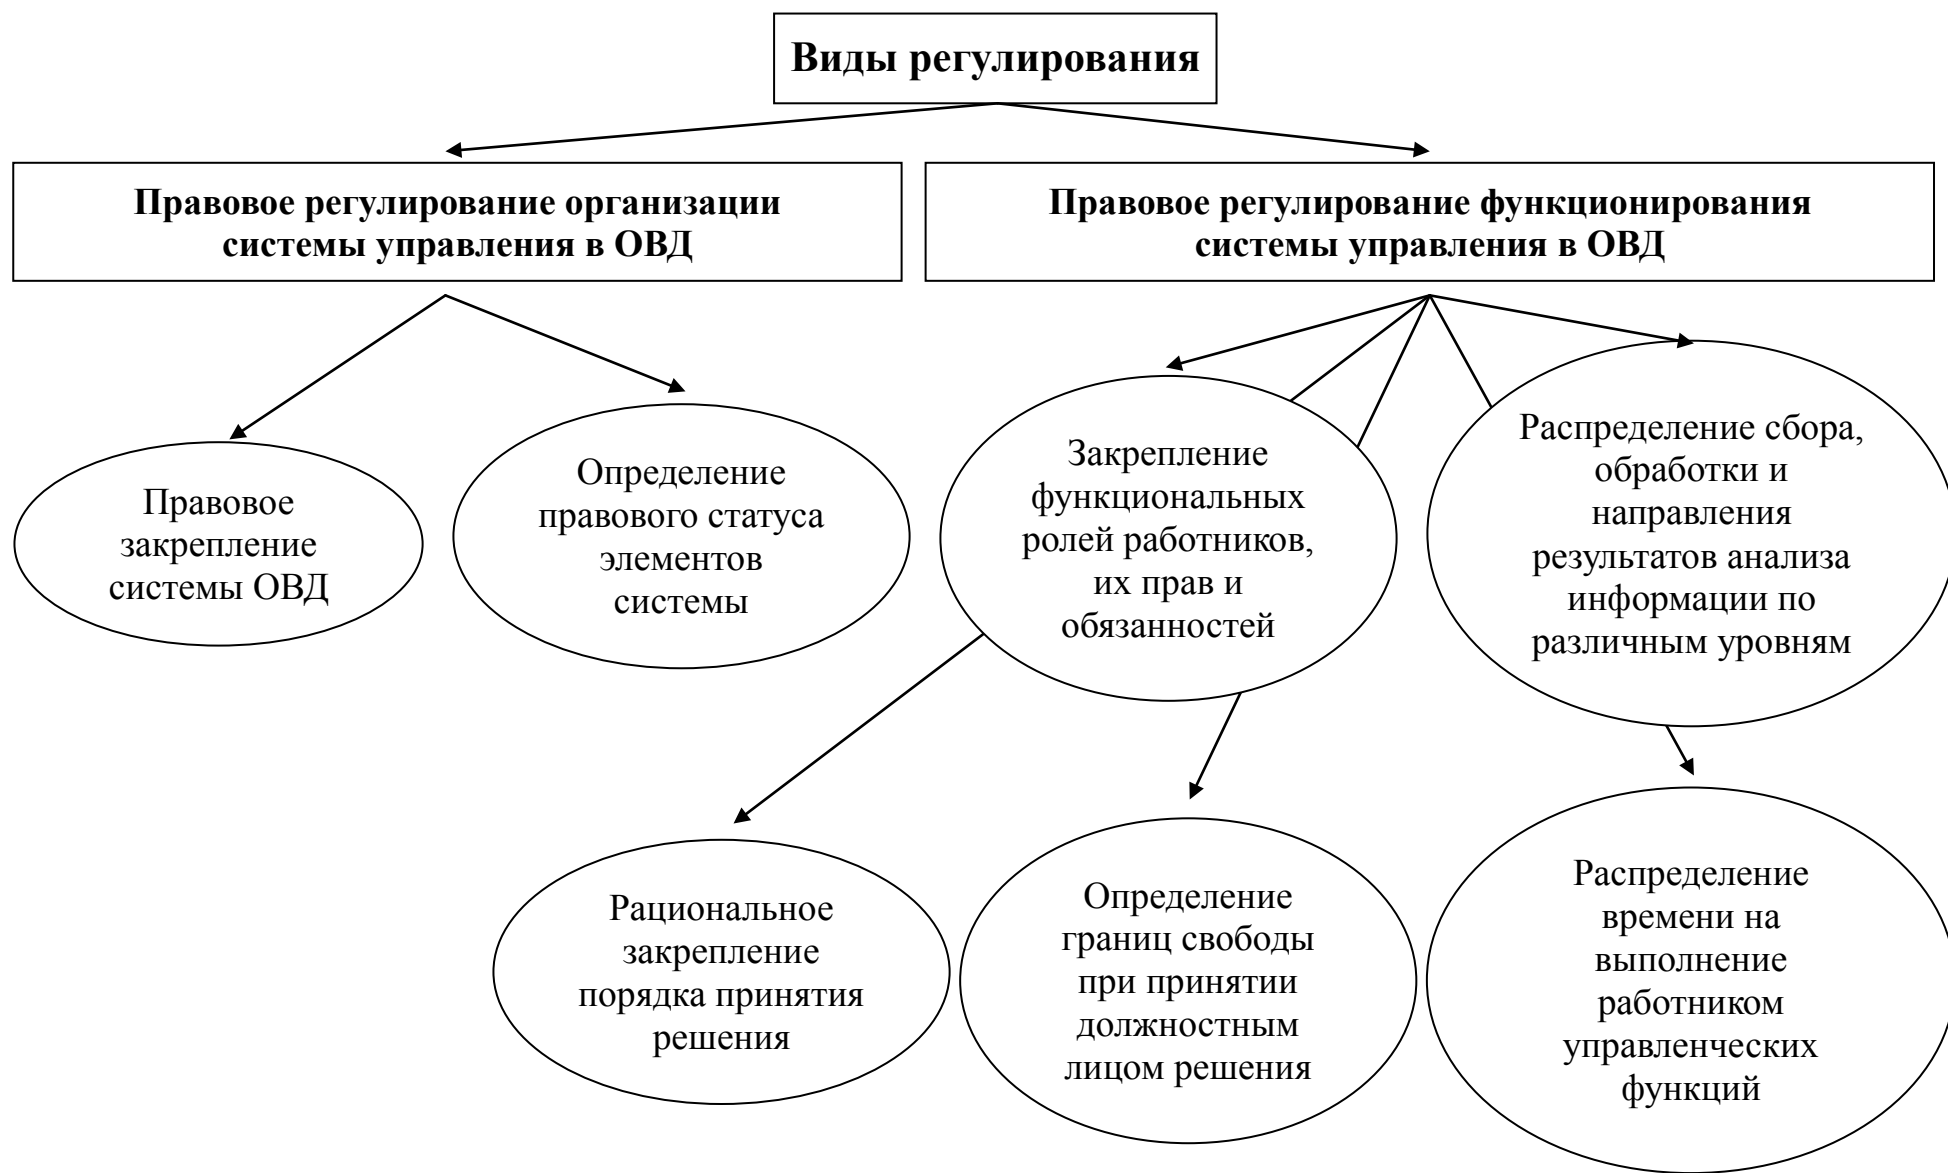 Виды регулирования
Правовое регулирование организации
системы управления в ОВД
Правовое регулирование функционирования
системы управления в ОВД
Правовое
закрепление
системы ОВД
Определение
правового статуса
элементов
системы
Закрепление
функциональных
ролей работников,
их прав и
обязанностей
Распределение сбора,
обработки и
направления
результатов анализа
информации по
различным уровням
Рациональное
закрепление
порядка принятия
решения
Определение
границ свободы
при принятии
должностным
лицом решения
Распределение
времени на
выполнение
работником
управленческих
функций